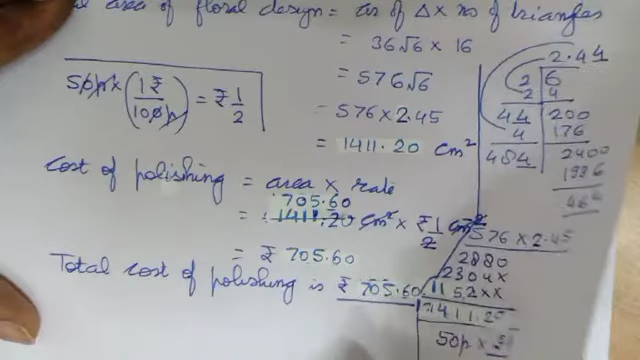 area of floral design = ar of Δ x no of triangles
= 36√6 x 16
= 576√6
= 576 x 2.45
= 1411.20 cm²
50p x (1₹/100p) = ₹ 1/2
cost of polishing = area x rate
705.60
= 1411.20 cm² x ₹ 1/2 cm²
= ₹ 705.60
Total cost of polishing is ₹ 705.60
2.44
2 6
2 4
44 200
4 176
484 2400
1936
464
576 x 2.45
2880
2304x
1152xx
1411.20
50p x